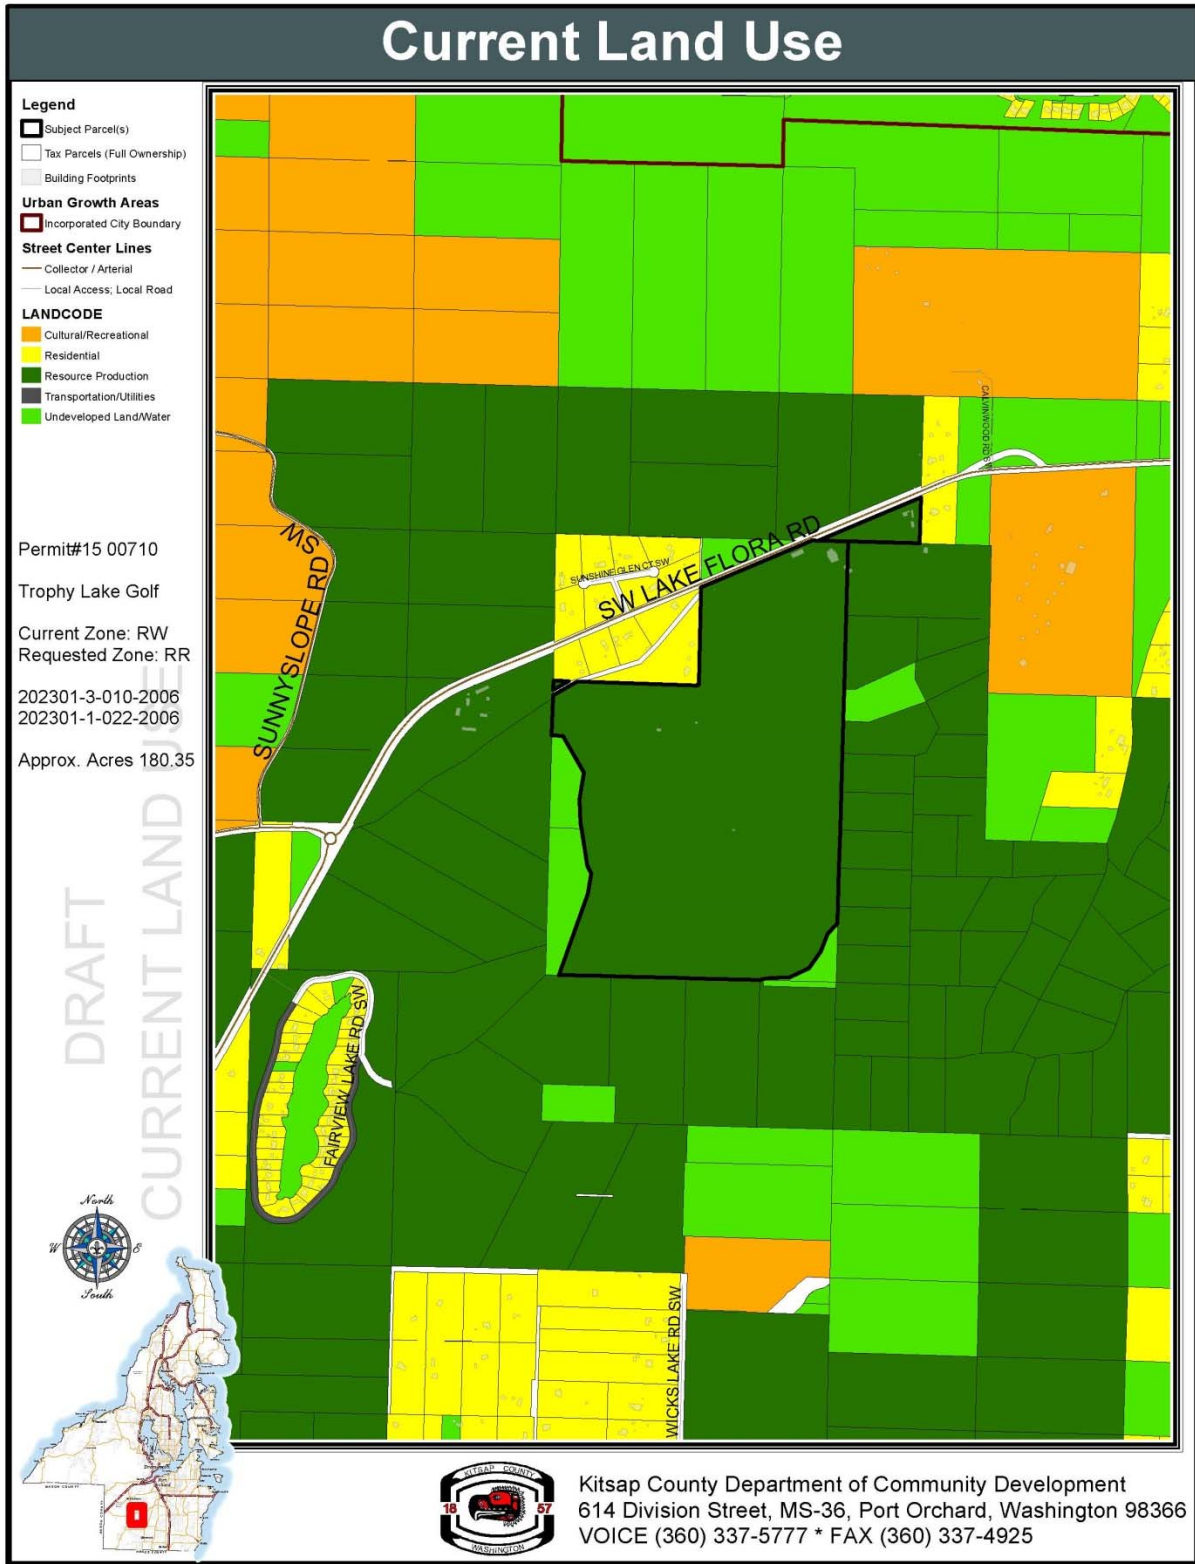 Current Land Use
Legend
Subject Parcel(s)
Tax Parcels (Full Ownership)
Building Footprints
Urban Growth Areas
Incorporated City Boundary
Street Center Lines
Collector / Arterial
Local Access; Local Road
LANDCODE
Cultural/Recreational
Residential
Resource Production
Transportation/Utilities
Undeveloped Land/Water
Permit#15 00710
Trophy Lake Golf
Current Zone: RW
Requested Zone: RR
202301-3-010-2006
202301-1-022-2006
Approx. Acres 180.35
DRAFT
CURRENT LAND USE
SUNNYSLOPE RD SW
SUNSHINE GLEN CT SW
SW LAKE FLORA RD
FAIRVIEW LAKE RD SW
WICKS LAKE RD SW
North
W
E
South
KITSAP COUNTY
18 57
WASHINGTON
Kitsap County Department of Community Development
614 Division Street, MS-36, Port Orchard, Washington 98366
VOICE (360) 337-5777 * FAX (360) 337-4925